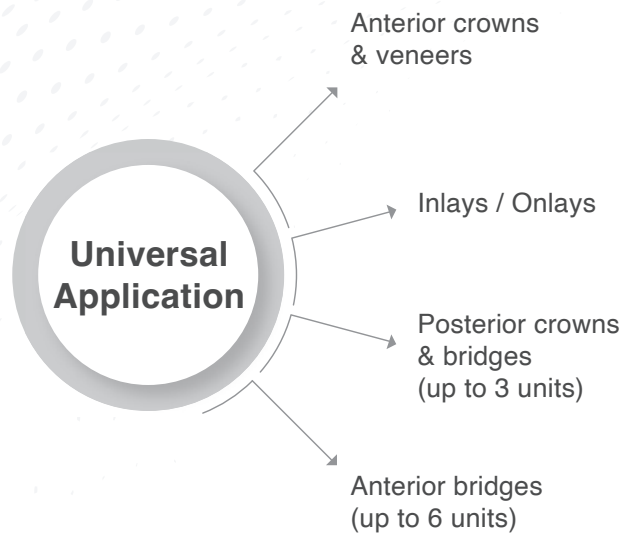 Anterior crowns
& veneers
Universal
Application
Inlays / Onlays
Posterior crowns
& bridges
(up to 3 units)
Anterior bridges
(up to 6 units)